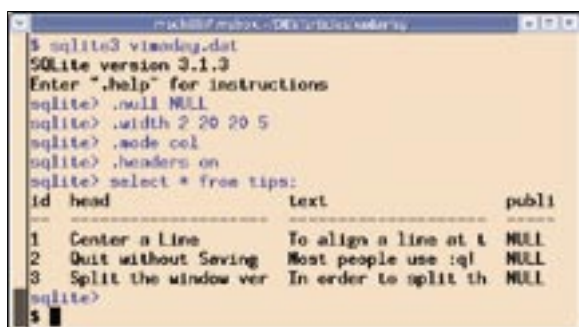 $ sqlite3 vimoday.dat
SQLite version 3.1.3
Enter ".help" for instructions
sqlite> .null NULL
sqlite> .width 2 20 20 5
sqlite> .mode col
sqlite> .headers on
sqlite> select * from tips;
id head text publi
-- -------------------- -------------------- -----
1 Center a Line To align a line at t NULL
2 Quit without Saving Most people use :q! NULL
3 Split the window ver In order to split th NULL
sqlite>
$